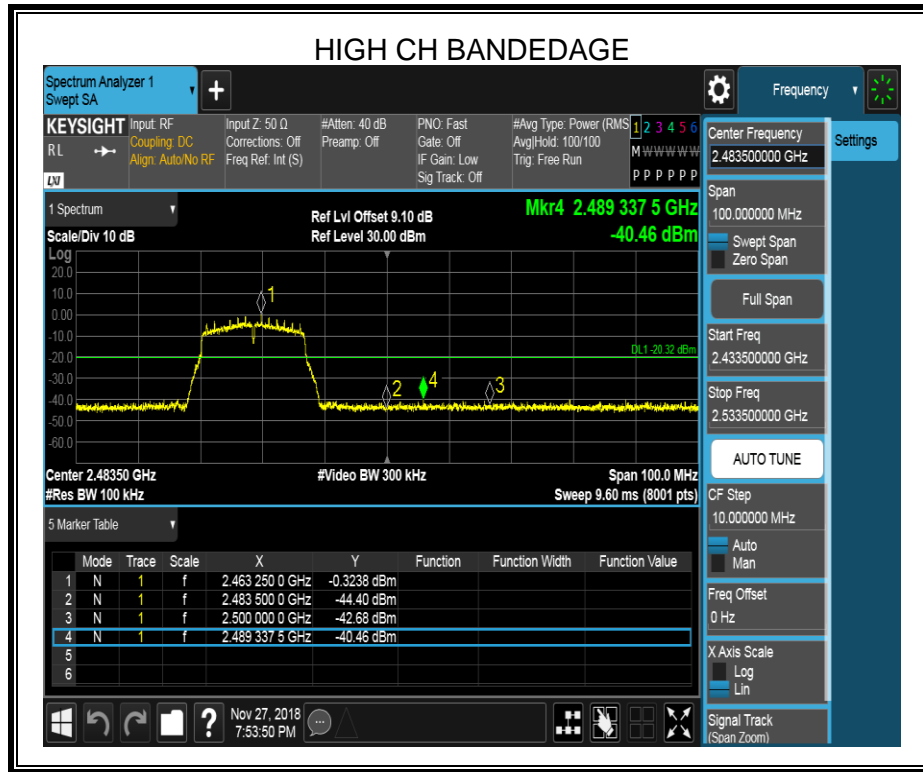 HIGH CH BANDEDAGE
Spectrum Analyzer 1
Swept SA
+
Frequency
KEYSIGHT
RL
LXI
Input: RF
Coupling: DC
Align: Auto/No RF
Input Z: 50 Ω
Corrections: Off
Freq Ref: Int (S)
#Atten: 40 dB
Preamp: Off
PNO: Fast
Gate: Off
IF Gain: Low
Sig Track: Off
#Avg Type: Power (RMS
Avg|Hold: 100/100
Trig: Free Run
1 2 3 4 5 6
M W W W W W
P P P P P P
Center Frequency
2.483500000 GHz
Settings
Span
100.000000 MHz
Swept Span
Zero Span
Full Span
Start Freq
2.433500000 GHz
Stop Freq
2.533500000 GHz
AUTO TUNE
CF Step
10.000000 MHz
Auto
Man
Freq Offset
0 Hz
X Axis Scale
Log
Lin
Signal Track
(Span Zoom)
1 Spectrum
Scale/Div 10 dB
Ref Lvl Offset 9.10 dB
Ref Level 30.00 dBm
Mkr4 2.489 337 5 GHz
-40.46 dBm
Log
20.0
10.0
0.00
-10.0
-20.0
-30.0
-40.0
-50.0
-60.0
1
DL1 -20.32 dBm
2
4
3
Center 2.48350 GHz
#Res BW 100 kHz
#Video BW 300 kHz
Span 100.0 MHz
Sweep 9.60 ms (8001 pts)
5 Marker Table
Mode Trace Scale X Y Function Function Width Function Value
1 N 1 f 2.463 250 0 GHz -0.3238 dBm
2 N 1 f 2.483 500 0 GHz -44.40 dBm
3 N 1 f 2.500 000 0 GHz -42.68 dBm
4 N 1 f 2.489 337 5 GHz -40.46 dBm
5
6
?
Nov 27, 2018
7:53:50 PM